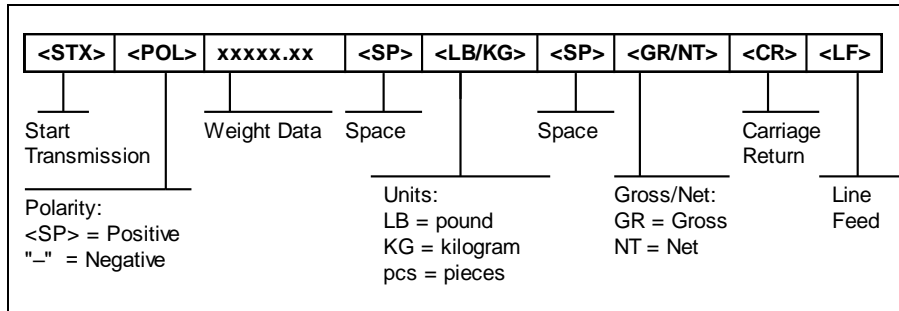 <STX> <POL> xxxxx.xx <SP> <LB/KG> <SP> <GR/NT> <CR> <LF>
Start
Transmission
Weight Data
Space
Space
Carriage
Return
Polarity:
<SP> = Positive
"–" = Negative
Units:
LB = pound
KG = kilogram
pcs = pieces
Gross/Net:
GR = Gross
NT = Net
Line
Feed